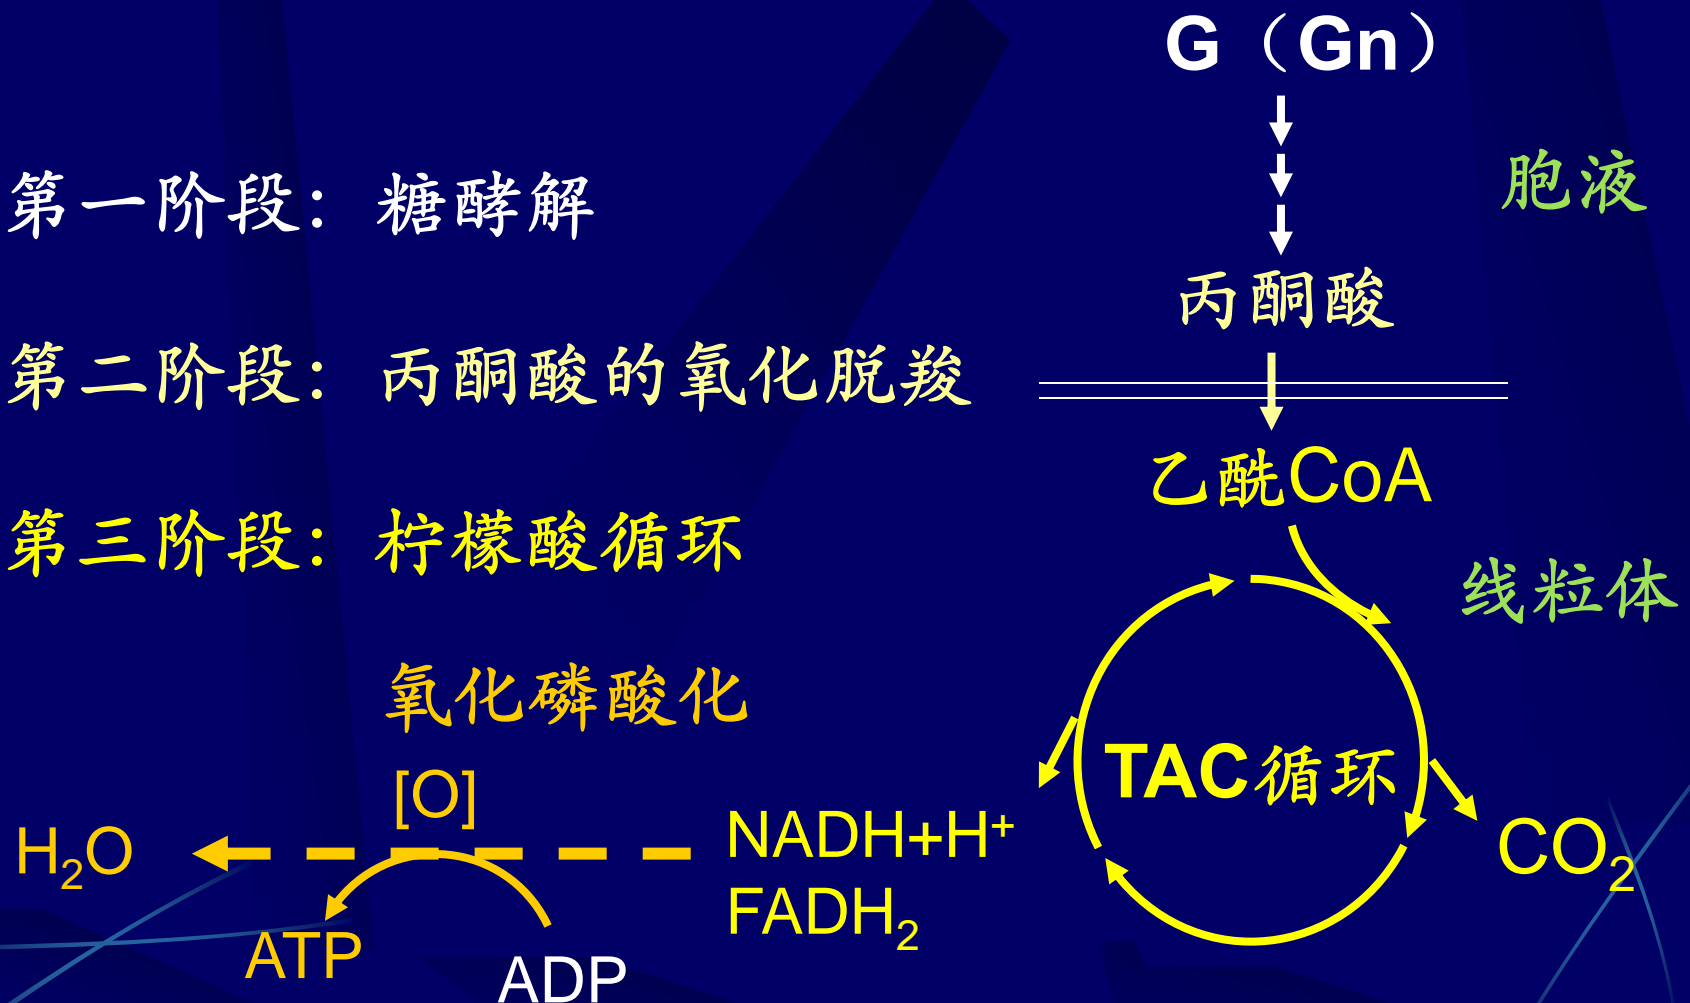 G（Gn）
胞液
第一阶段：糖酵解
丙酮酸
第二阶段：丙酮酸的氧化脱羧
乙酰CoA
第三阶段：柠檬酸循环
线粒体
氧化磷酸化
TAC循环
[O]
NADH+H⁺
H₂O
CO₂
FADH₂
ATP
ADP